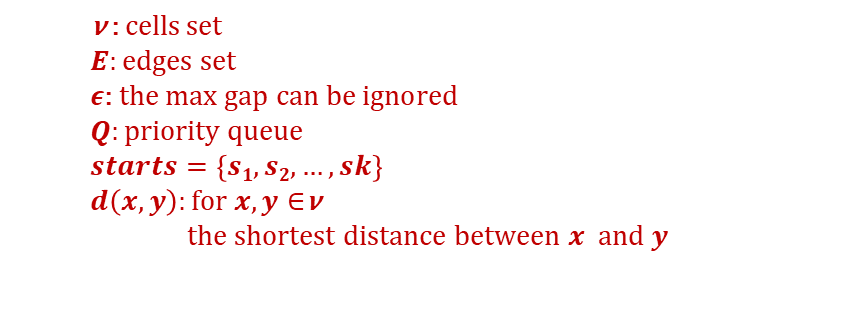 ν: cells set
E: edges set
ϵ: the max gap can be ignored
Q: priority queue
starts = {s₁, s₂, … , sk}
d(x, y): for x, y ∈ ν
the shortest distance between x and y